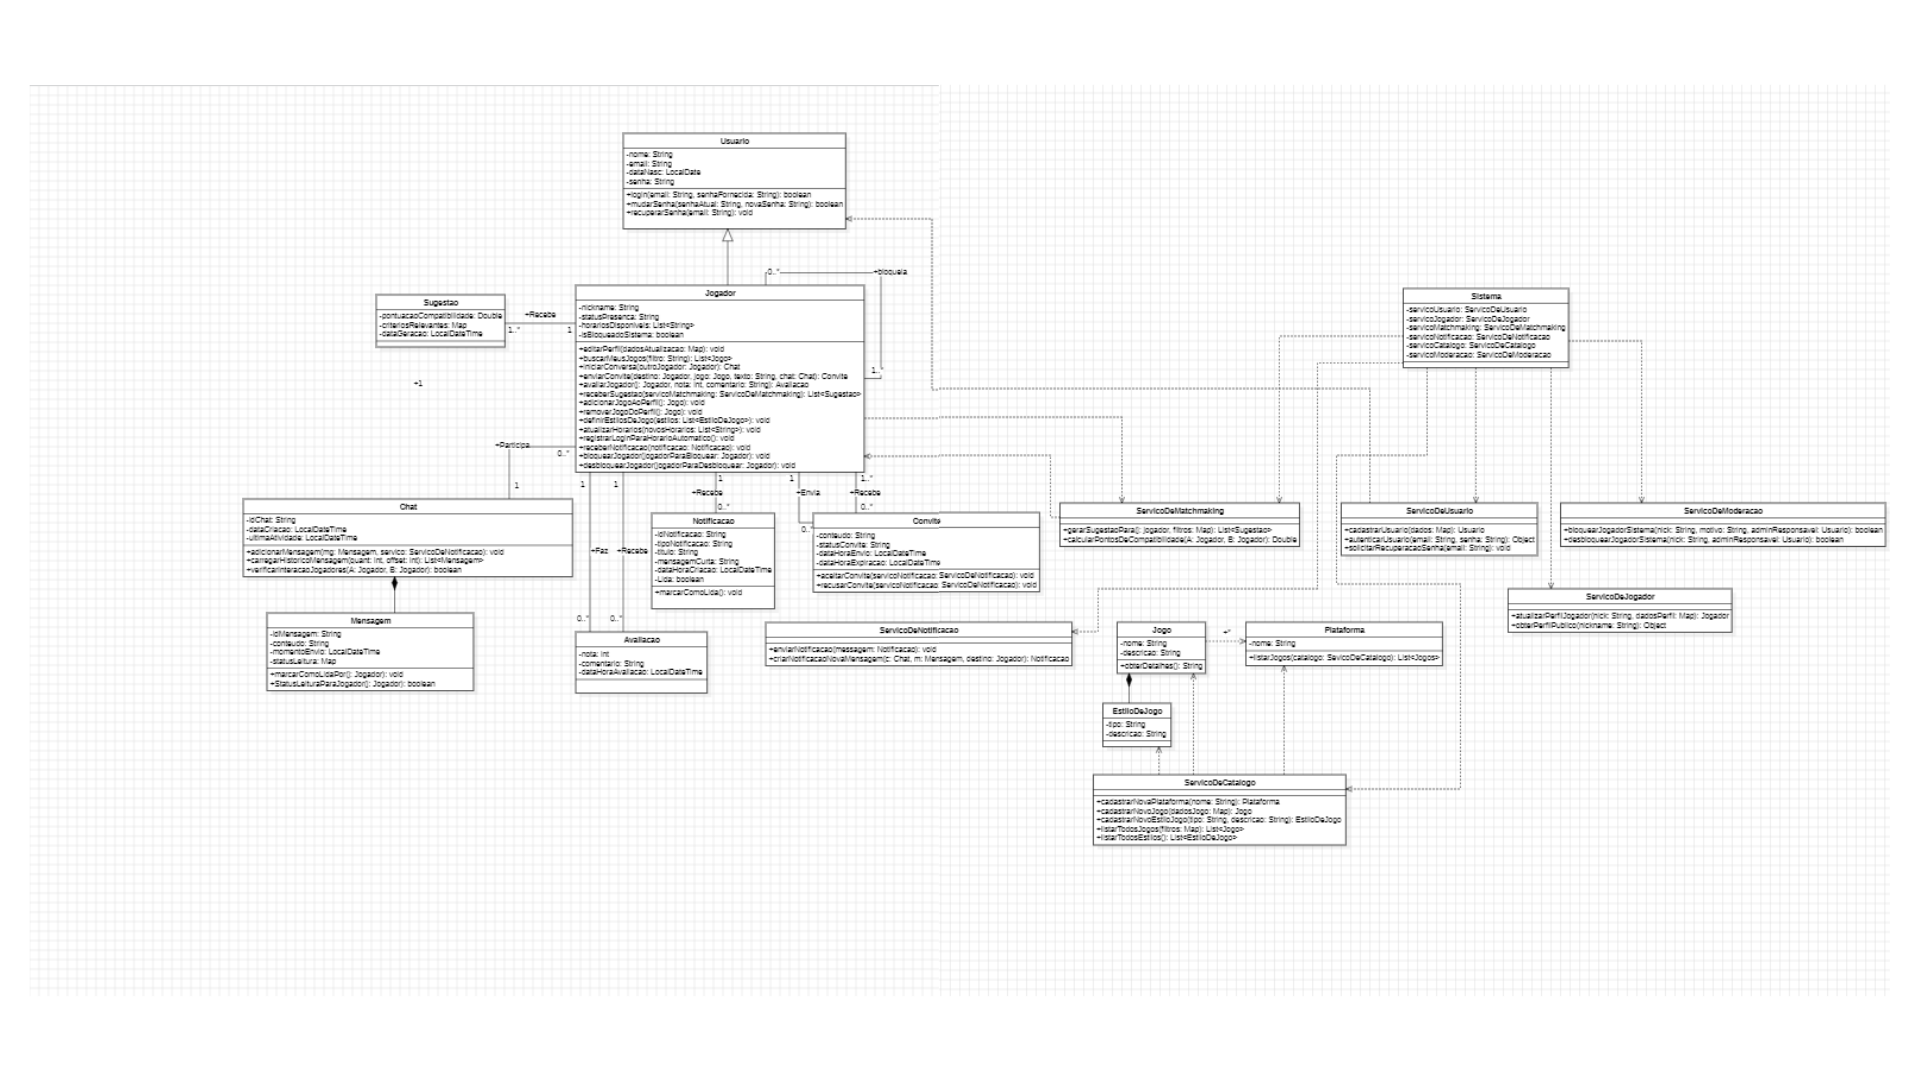 Usuario
-nome: String
-email: String
-dataNasc: LocalDate
-senha: String
+login(email: String, senhaFornecida: String): boolean
+mudarSenha(senhaAtual: String, novaSenha: String): boolean
+recuperarSenha(email: String): void
0..*
+bloqueia
1..
Sugestao
-pontuacaoCompatibilidade: Double
-criteriosRelevantes: Map
-dataGeracao: LocalDateTime
+Recebe
1..*
1
+1
Jogador
-nickname: String
-statusPresenca: String
-horariosDisponiveis: List<String>
-isBloqueadoSistema: boolean
+editarPerfil(dadosAtualizacao: Map): void
+buscarMeusJogos(filtro: String): List<Jogo>
+iniciarConversa(outroJogador: Jogador): Chat
+enviarConvite(destino: Jogador, jogo: Jogo, texto: String, chat: Chat): Convite
+avaliarJogador(j: Jogador, nota: int, comentario: String): Avaliacao
+receberSugestao(servicoMatchmaking: ServicoDeMatchmaking): List<Sugestao>
+adicionarJogoAoPerfil(j: Jogo): void
+removerJogoDoPerfil(j: Jogo): void
+definirEstilosDeJogo(estilos: List<EstiloDeJogo>): void
+atualizarHorarios(novosHorarios: List<String>): void
+registrarLoginParaHorarioAutomatico(): void
+receberNotificacao(notificacao: Notificacao): void
+bloquearJogador(jogadorParaBloquear: Jogador): void
+desbloquearJogador(jogadorParaDesbloquear: Jogador): void
Sistema
-servicoUsuario: ServicoDeUsuario
-servicoJogador: ServicoDeJogador
-servicoMatchmaking: ServicoDeMatchmaking
-servicoNotificacao: ServicoDeNotificacao
-servicoCatalogo: ServicoDeCatalogo
-servicoModeracao: ServicoDeModeracao
+Participa
0..*
1
1
1
1
+Recebe
0..*
1
+Envia
0..
1..*
+Recebe
0..*
Chat
-idChat: String
-dataCriacao: LocalDateTime
-ultimaAtividade: LocalDateTime
+adicionarMensagem(mg: Mensagem, servico: ServicoDeNotificacao): void
+carregarHistoricoMensagem(quant: int, offset: int): List<Mensagem>
+verificarInteracaoJogadores(A: Jogador, B: Jogador): boolean
+Faz
+Recebe
0..*
0..*
Notificacao
-idNotificacao: String
-tipoNotificacao: String
-titulo: String
-mensagemCurta: String
-dataHoraCriacao: LocalDateTime
-Lida: boolean
+marcarComoLida(): void
Convite
-conteudo: String
-statusConvite: String
-dataHoraEnvio: LocalDateTime
-dataHoraExpiracao: LocalDateTime
+aceitarConvite(servicoNotificacao: ServicoDeNotificacao): void
+recusarConvite(servicoNotificacao: ServicoDeNotificacao): void
ServicoDeMatchmaking
+gerarSugestaoPara(j: jogador, filtros: Map): List<Sugestao>
+calcularPontosDeCompatibilidade(A: Jogador, B: Jogador): Double
ServicoDeUsuario
+cadastrarUsuario(dados: Map): Usuario
+autenticarUsuario(email: String, senha: String): Object
+solicitarRecuperacaoSenha(email: String): void
ServicoDeModeracao
+bloquearJogadorSistema(nick: String, motivo: String, adminResponsavel: Usuario): boolean
+desbloquearJogadorSistema(nick: String, adminResponsavel: Usuario): boolean
ServicoDeJogador
+atualizarPerfilJogador(nick: String, dadosPerfil: Map): Jogador
+obterPerfilPublico(nickname: String): Object
Mensagem
-idMensagem: String
-conteudo: String
-momentoEnvio: LocalDateTime
-statusLeitura: Map
+marcarComoLidaPor(j: Jogador): void
+StatusLeituraParaJogador(j: Jogador): boolean
Avaliacao
-nota: int
-comentario: String
-dataHoraAvaliacao: LocalDateTime
ServicoDeNotificacao
+enviarNotificacao(messagem: Notificacao): void
+criarNotificacaoNovaMensagem(c: Chat, m: Mensagem, destino: Jogador): Notificacao
Jogo
-nome: String
-descricao: String
+obterDetalhes(): String
+*
Plataforma
-nome: String
+listarJogos(catalogo: SevicoDeCatalogo): List<Jogos>
EstiloDeJogo
-tipo: String
-descricao: String
ServicoDeCatalogo
+cadastrarNovaPlataforma(nome: String): Plataforma
+cadastrarNovoJogo(dadosJogo: Map): Jogo
+cadastrarNovoEstiloJogo(tipo: String, descricao: String): EstiloDeJogo
+listarTodosJogos(filtros: Map): List<Jogo>
+listarTodosEstilos(): List<EstiloDeJogo>